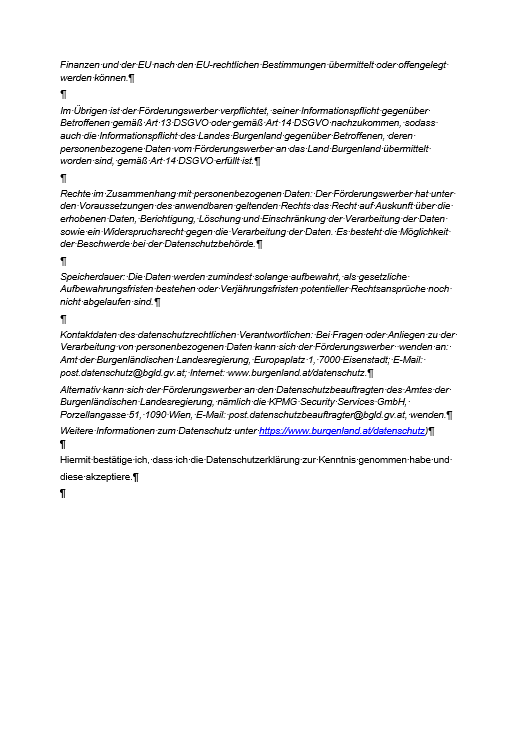 Finanzen und der EU nach den EU-rechtlichen Bestimmungen übermittelt oder offengelegt
werden können.¶
¶
Im Übrigen ist der Förderungswerber verpflichtet, seiner Informationspflicht gegenüber
Betroffenen gemäß Art 13 DSGVO oder gemäß Art 14 DSGVO nachzukommen, sodass
auch die Informationspflicht des Landes Burgenland gegenüber Betroffenen, deren
personenbezogene Daten vom Förderungswerber an das Land Burgenland übermittelt
worden sind, gemäß Art 14 DSGVO erfüllt ist.¶
¶
Rechte im Zusammenhang mit personenbezogenen Daten: Der Förderungswerber hat unter
den Voraussetzungen des anwendbaren geltenden Rechts das Recht auf Auskunft über die
erhobenen Daten, Berichtigung, Löschung und Einschränkung der Verarbeitung der Daten
sowie ein Widerspruchsrecht gegen die Verarbeitung der Daten. Es besteht die Möglichkeit
der Beschwerde bei der Datenschutzbehörde.¶
¶
Speicherdauer: Die Daten werden zumindest solange aufbewahrt, als gesetzliche
Aufbewahrungsfristen bestehen oder Verjährungsfristen potentieller Rechtsansprüche noch
nicht abgelaufen sind.¶
¶
Kontaktdaten des datenschutzrechtlichen Verantwortlichen: Bei Fragen oder Anliegen zu der
Verarbeitung von personenbezogenen Daten kann sich der Förderungswerber wenden an:
Amt der Burgenländischen Landesregierung, Europaplatz 1, 7000 Eisenstadt; E-Mail:
post.datenschutz@bgld.gv.at; Internet: www.burgenland.at/datenschutz.¶
Alternativ kann sich der Förderungswerber an den Datenschutzbeauftragten des Amtes der
Burgenländischen Landesregierung, nämlich die KPMG Security Services GmbH,
Porzellangasse 51, 1090 Wien, E-Mail: post.datenschutzbeauftragter@bgld.gv.at, wenden.¶
Weitere Informationen zum Datenschutz unter https://www.burgenland.at/datenschutz)¶
¶
Hiermit bestätige ich, dass ich die Datenschutzerklärung zur Kenntnis genommen habe und
diese akzeptiere.¶
¶